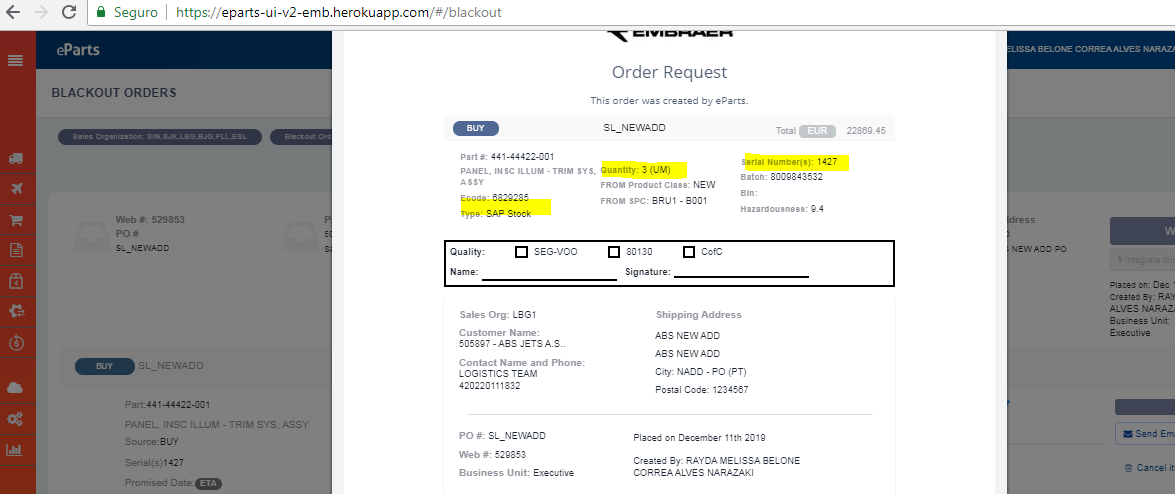 Seguro
https://eparts-ui-v2-emb.herokuapp.com/#/blackout
eParts
ELISSA BELONE CORREA ALVES NARAZA
BLACKOUT ORDERS
Sales Organization: SIN,SJK,LBG,BJG,FLL,BSL
Blackout Ord
EMBRAER
Order Request
This order was created by eParts.
BUY
SL_NEWADD
Total EUR 22869.45
Part #: 441-44422-001
PANEL, INSC ILLUM - TRIM SYS,
ASSY
Ecode: 6829285
Type: SAP Stock
Quantity: 3 (UM)
FROM Product Class: NEW
FROM SPC: BRU1 - B001
Serial Number(s): 1427
Batch: 8009843532
Bin:
Hazardousness: 9.4
Quality:
SEG-VOO
80130
CofC
Name:
Signature:
Sales Org: LBG1
Customer Name:
505897 - ABS JETS A.S..
Contact Name and Phone:
LOGISTICS TEAM
420220111832
Shipping Address
ABS NEW ADD
ABS NEW ADD
City: NADD - PO (PT)
Postal Code: 1234567
PO #: SL_NEWADD
Web #: 529853
Business Unit: Executive
Placed on December 11th 2019
Created By: RAYDA MELISSA BELONE
CORREA ALVES NARAZAKI
Web #: 529853
PO #
SL_NEWADD
BUY
SL_NEWADD
Part:441-44422-001
PANEL, INSC ILLUM - TRIM SYS, ASSY
Source:BUY
Serial(s)1427
Promised Date: ETA
ddress
NEW ADD PO
W
integrate this
Placed on: Dec 1
Created By: RAY
ALVES NARAZ
Business Unit:
Executive
Send Ema
Cancel it